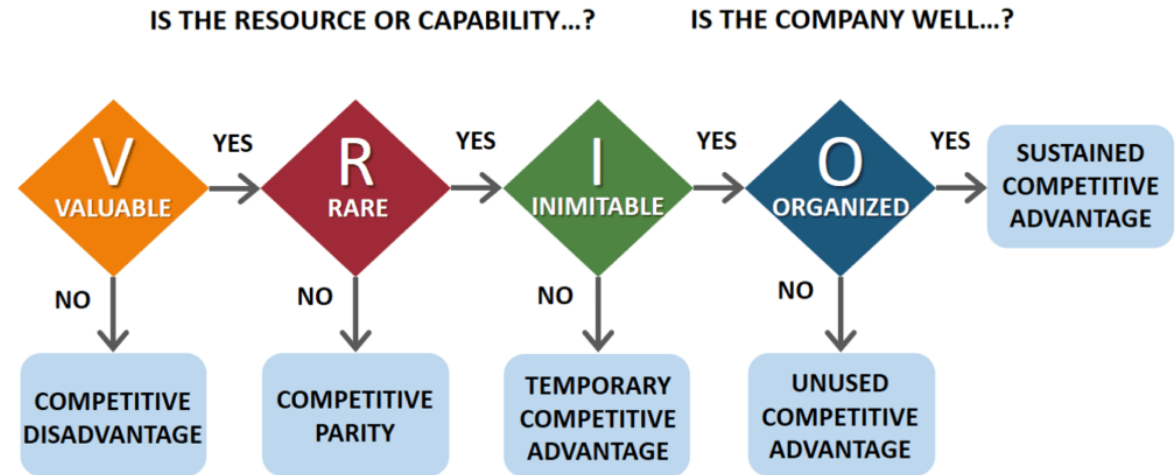 IS THE RESOURCE OR CAPABILITY...?
IS THE COMPANY WELL...?
V
VALUABLE
YES
R
RARE
YES
I
INIMITABLE
YES
O
ORGANIZED
YES
SUSTAINED
COMPETITIVE
ADVANTAGE
NO
NO
NO
NO
COMPETITIVE
DISADVANTAGE
COMPETITIVE
PARITY
TEMPORARY
COMPETITIVE
ADVANTAGE
UNUSED
COMPETITIVE
ADVANTAGE